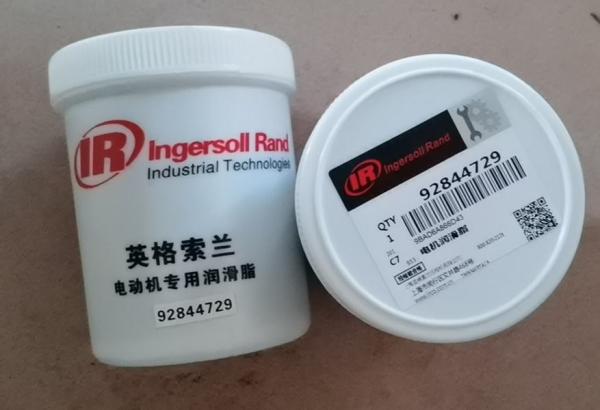 IR Ingersoll Rand
Industrial Technologies
英格索兰
电动机专用润滑脂
92844729
IR Ingersoll Rand
92844729
QTY
1
9BAD6A866D43
C7
电机润滑脂